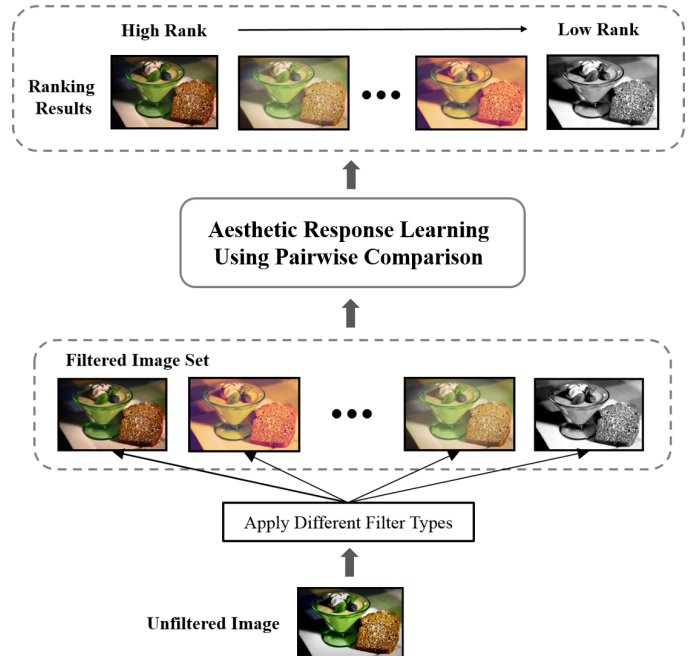 High Rank
Low Rank
Ranking
Results
Aesthetic Response Learning
Using Pairwise Comparison
Filtered Image Set
Apply Different Filter Types
Unfiltered Image